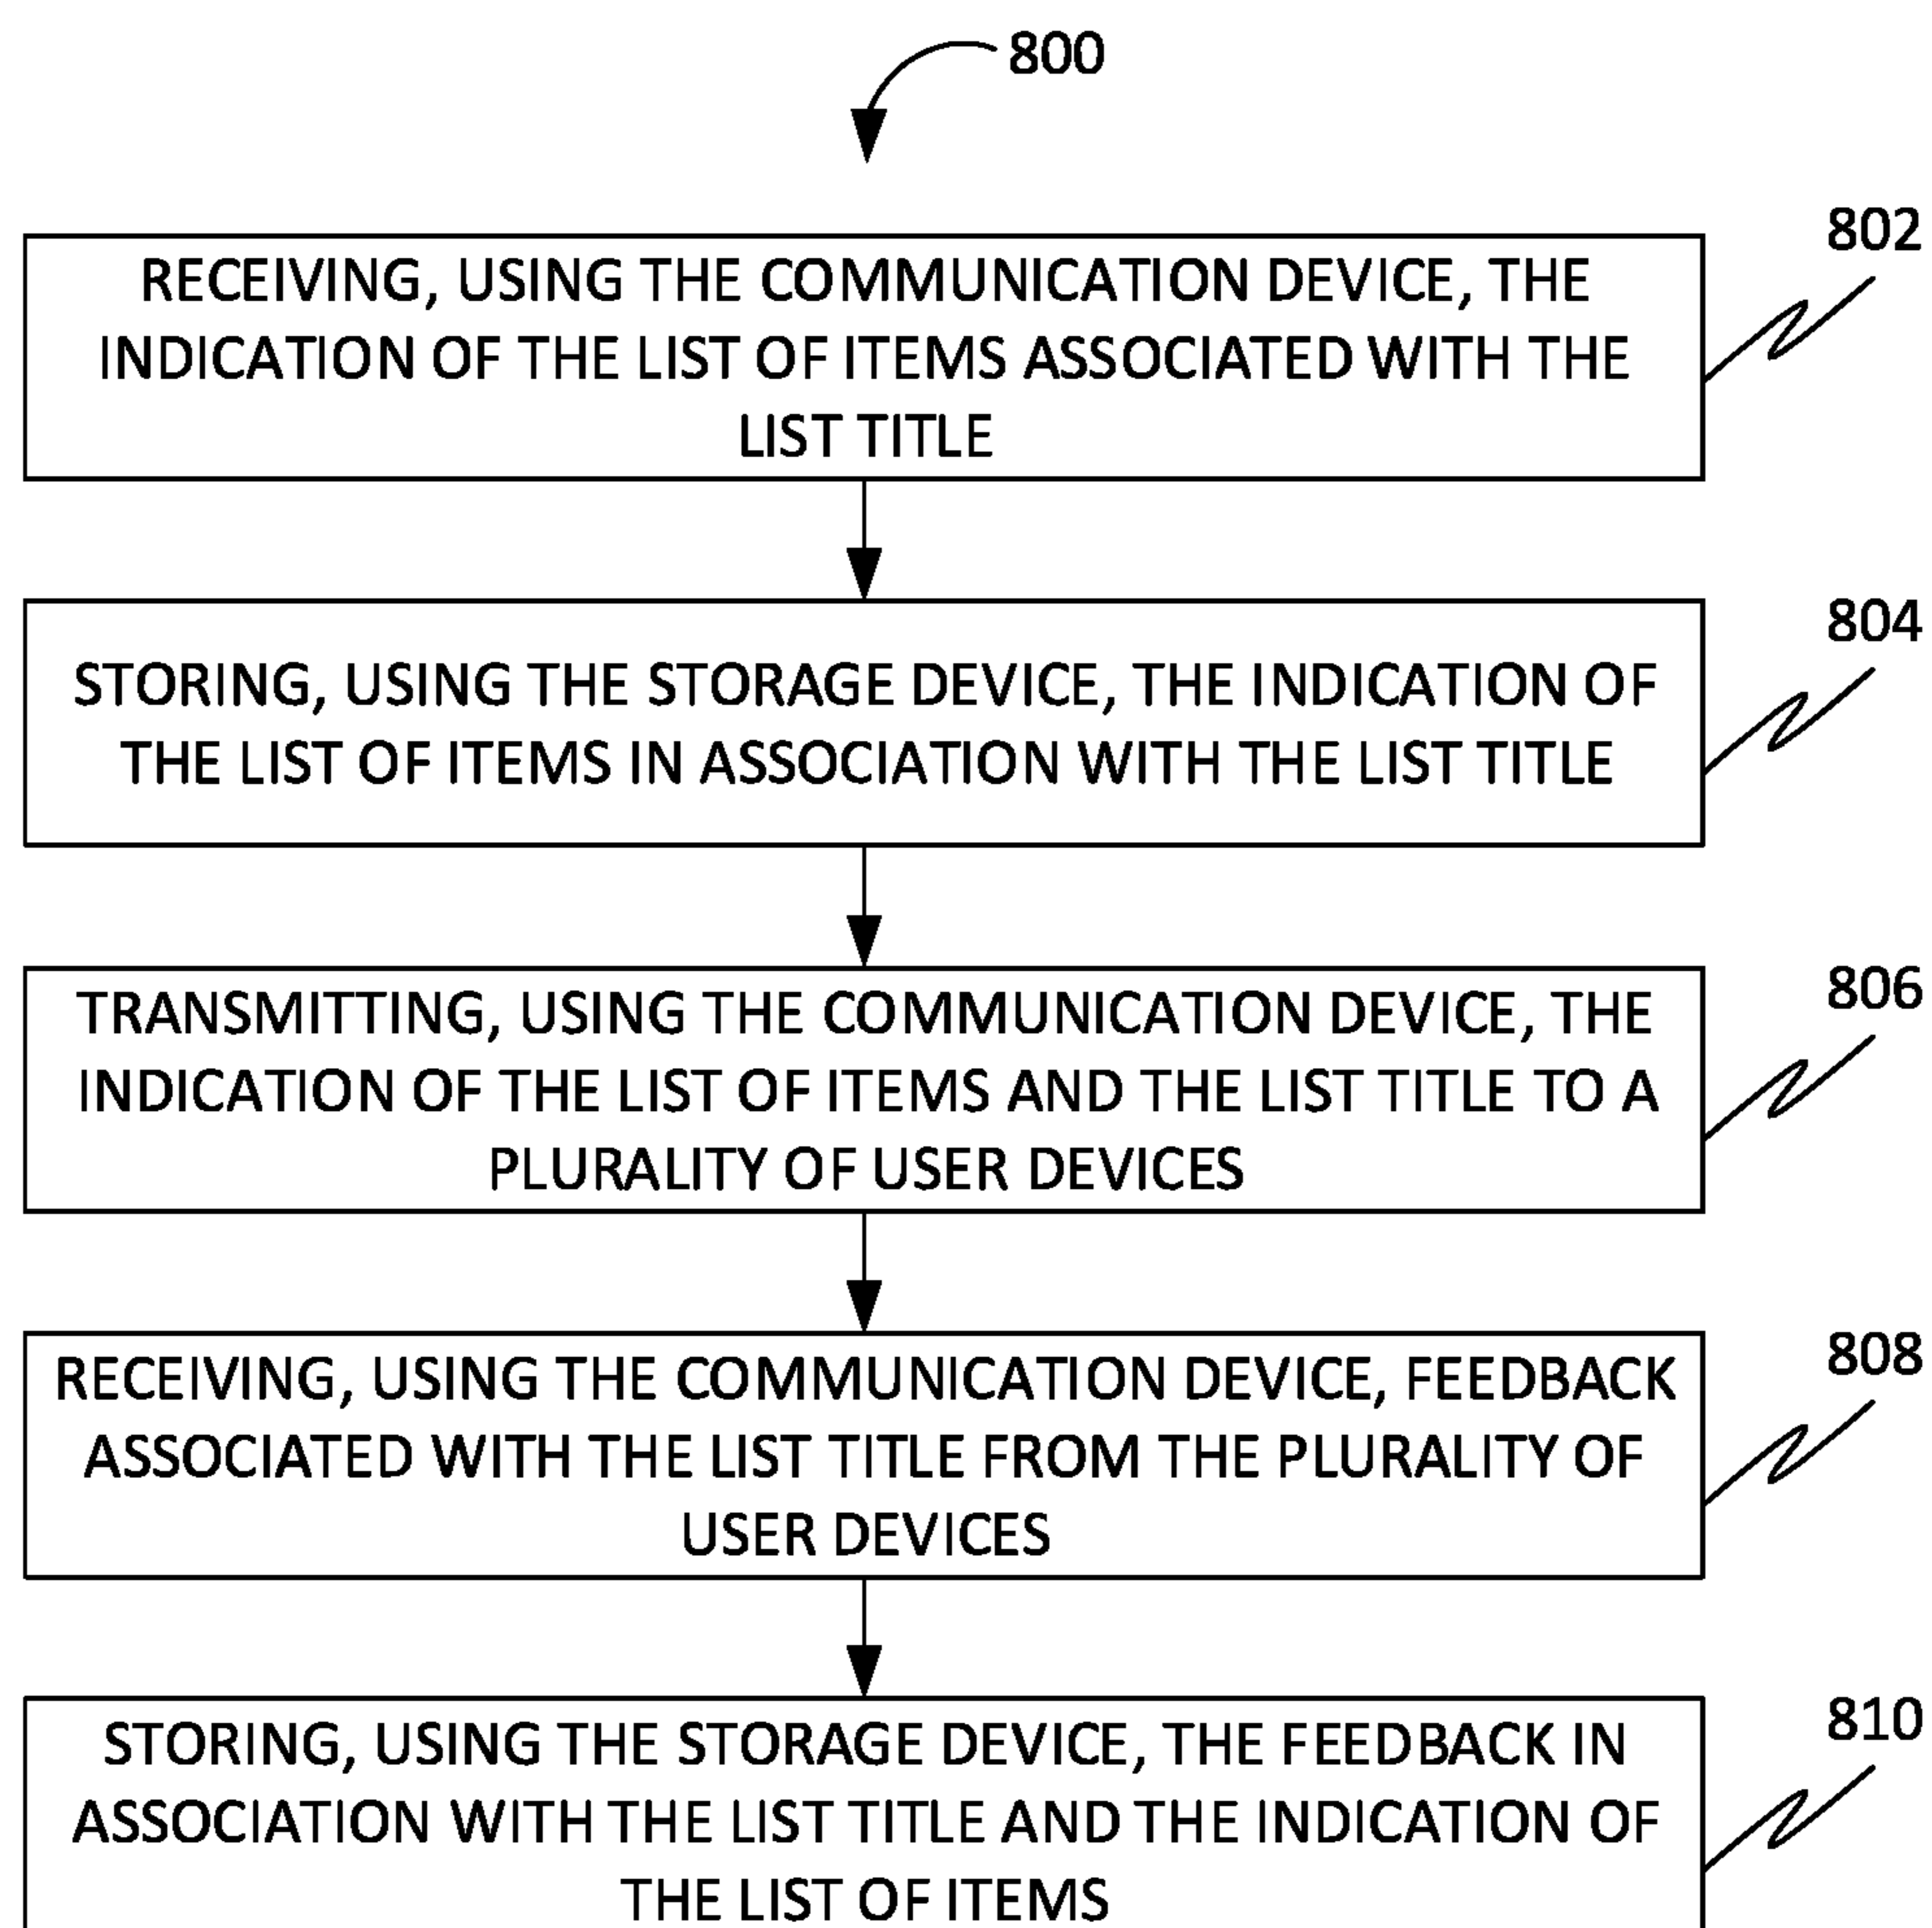 800
802
RECEIVING, USING THE COMMUNICATION DEVICE, THE
INDICATION OF THE LIST OF ITEMS ASSOCIATED WITH THE
LIST TITLE
804
STORING, USING THE STORAGE DEVICE, THE INDICATION OF
THE LIST OF ITEMS IN ASSOCIATION WITH THE LIST TITLE
806
TRANSMITTING, USING THE COMMUNICATION DEVICE, THE
INDICATION OF THE LIST OF ITEMS AND THE LIST TITLE TO A
PLURALITY OF USER DEVICES
808
RECEIVING, USING THE COMMUNICATION DEVICE, FEEDBACK
ASSOCIATED WITH THE LIST TITLE FROM THE PLURALITY OF
USER DEVICES
810
STORING, USING THE STORAGE DEVICE, THE FEEDBACK IN
ASSOCIATION WITH THE LIST TITLE AND THE INDICATION OF
THE LIST OF ITEMS